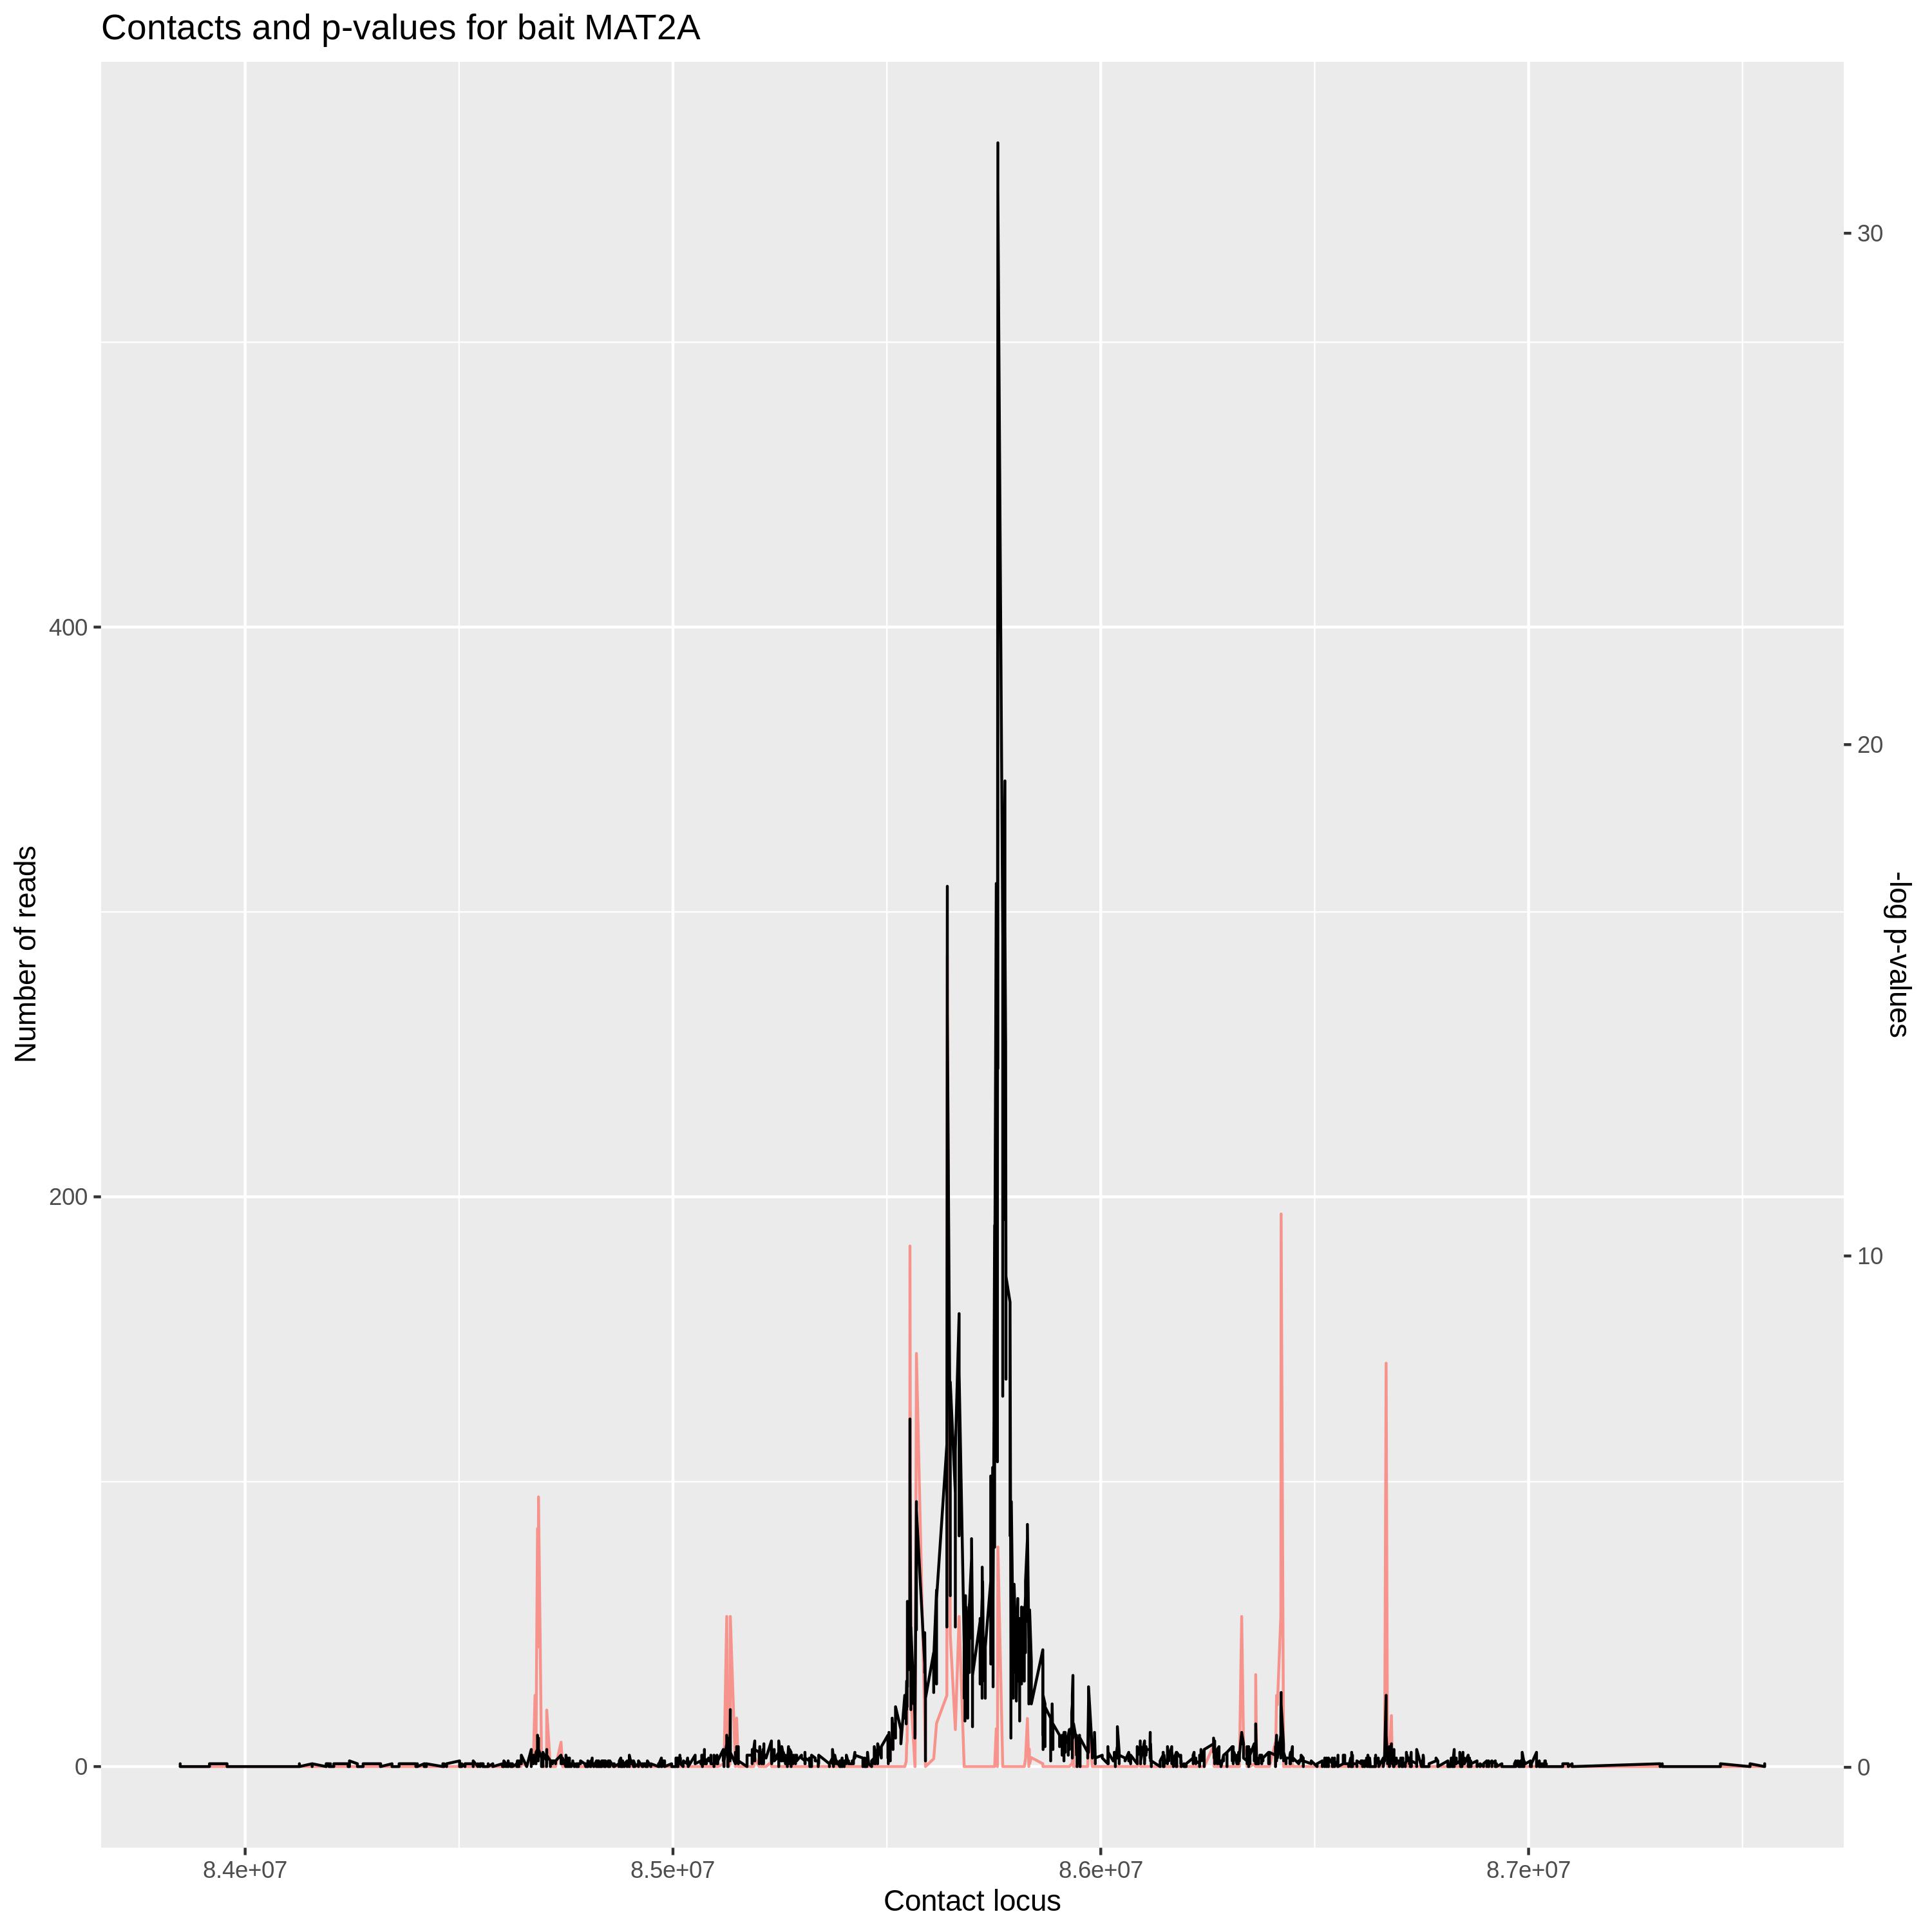 Contacts and p-values for bait MAT2A
Number of reads
400
200
0
30
20
10
0
-log p-values
8.4e+07
8.5e+07
8.6e+07
8.7e+07
Contact locus